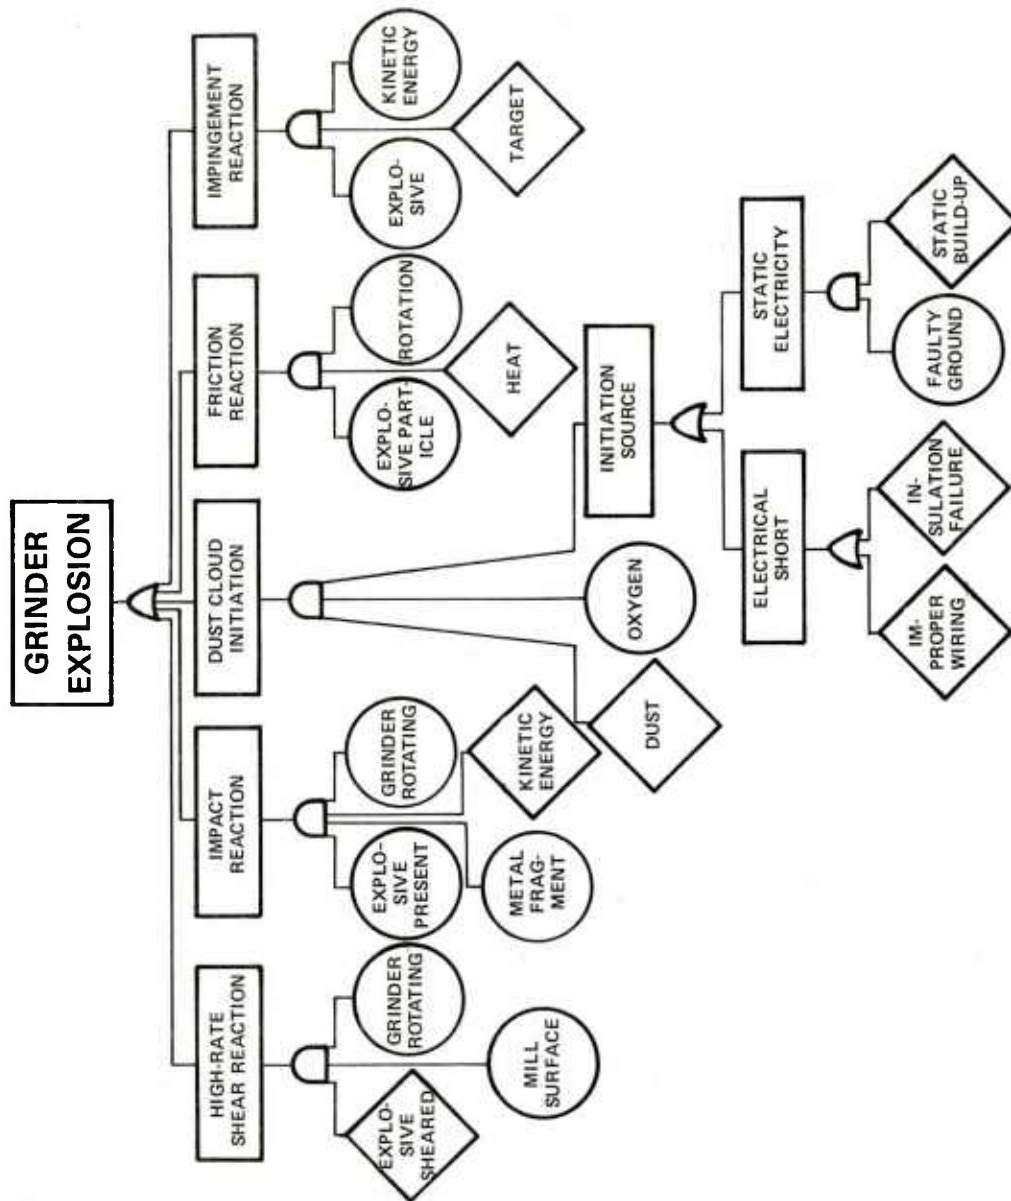 GRINDER
EXPLOSION
HIGH-RATE
SHEAR REACTION
IMPACT
REACTION
DUST CLOUD
INITIATION
FRICTION
REACTION
IMPINGEMENT
REACTION
EXPLO-
SIVE
SHEARED
GRINDER
ROTATING
MILL
SURFACE
EXPLO-
SIVE
PRESENT
GRINDER
ROTATING
METAL
FRAG-
MENT
KINETIC
ENERGY
DUST
OXYGEN
INITIATION
SOURCE
EXPLO-
SIVE PART-
ICLE
ROTATION
HEAT
EXPLO-
SIVE
KINETIC
ENERGY
TARGET
ELECTRICAL
SHORT
STATIC
ELECTRICITY
IM-
PROPER
WIRING
IN-
SULATION
FAILURE
FAULTY
GROUND
STATIC
BUILD-UP